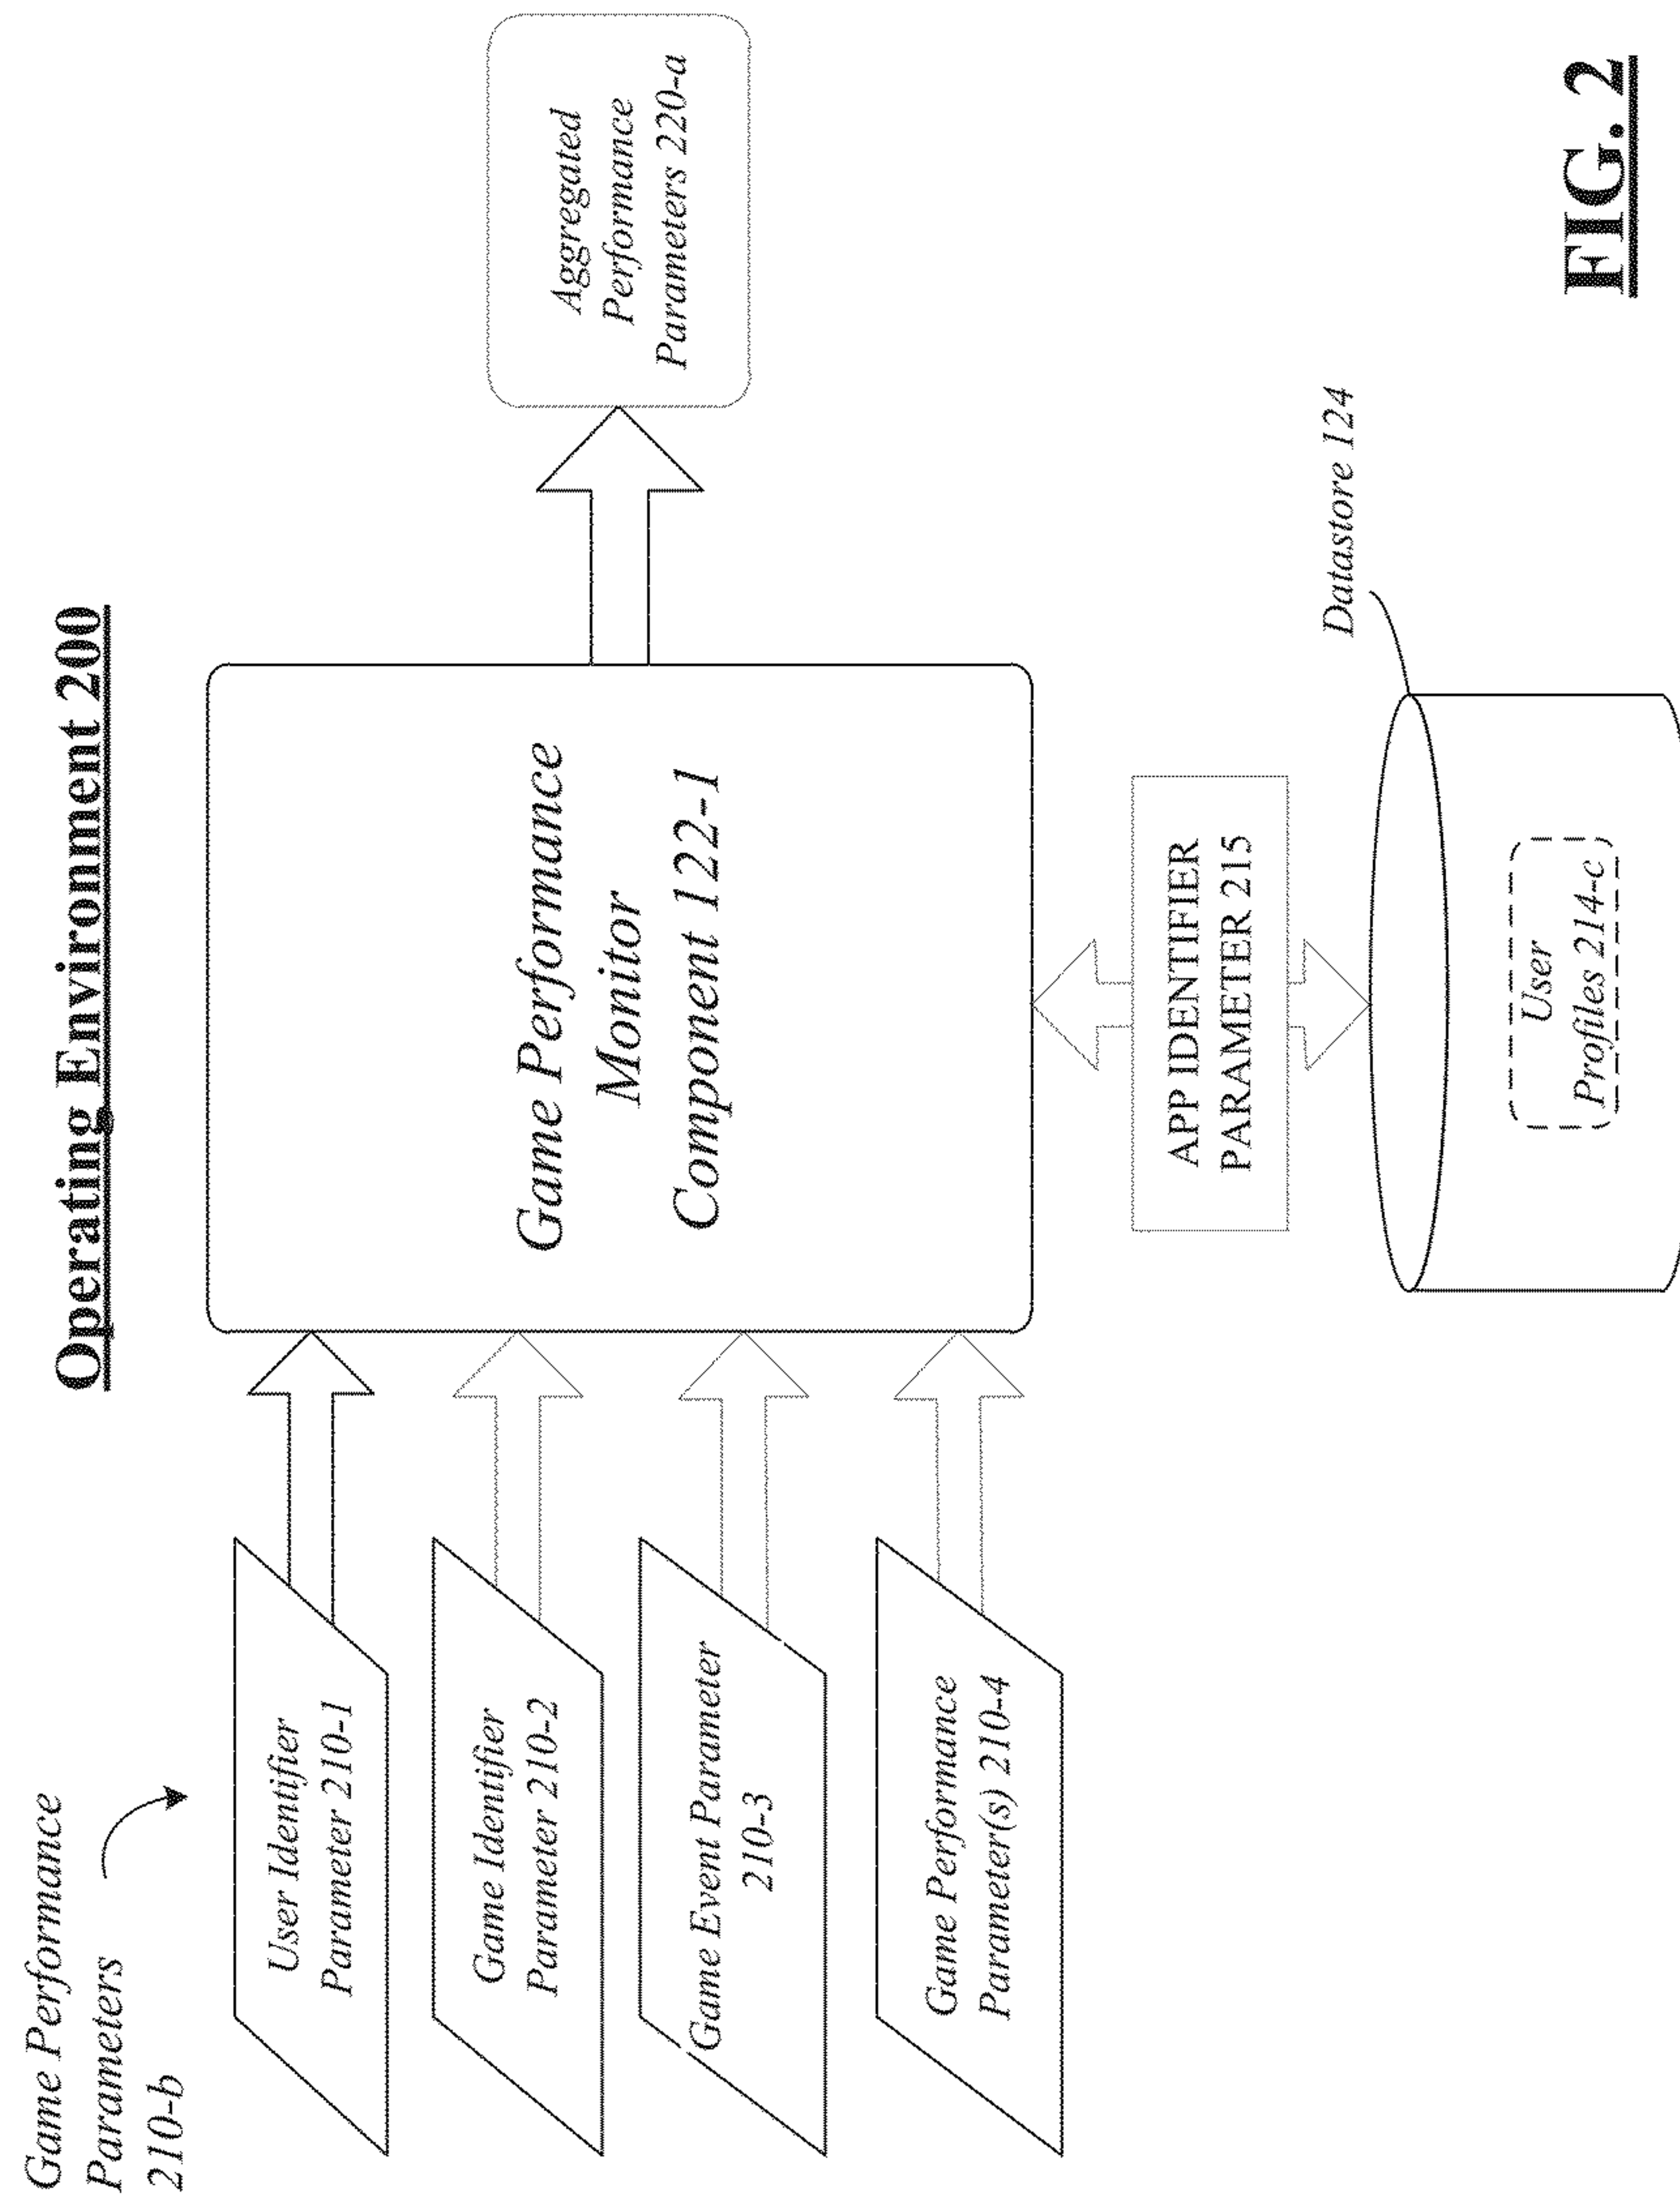 Operating Environment 200
Game Performance
Parameters
210-b
User Identifier
Parameter 210-1
Game Identifier
Parameter 210-2
Game Event Parameter
210-3
Game Performance
Parameter(s) 210-4
Game Performance
Monitor
Component 122-1
Aggregated
Performance
Parameters 220-a
APP IDENTIFIER
PARAMETER 215
Datastore 124
User
Profiles 214-c
FIG. 2